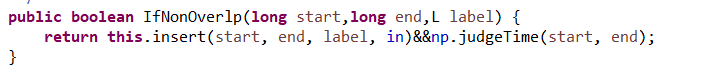 public boolean IfNonOverlp(long start,long end,L label) {
return this.insert(start, end, label, in)&&np.judgeTime(start, end);
}